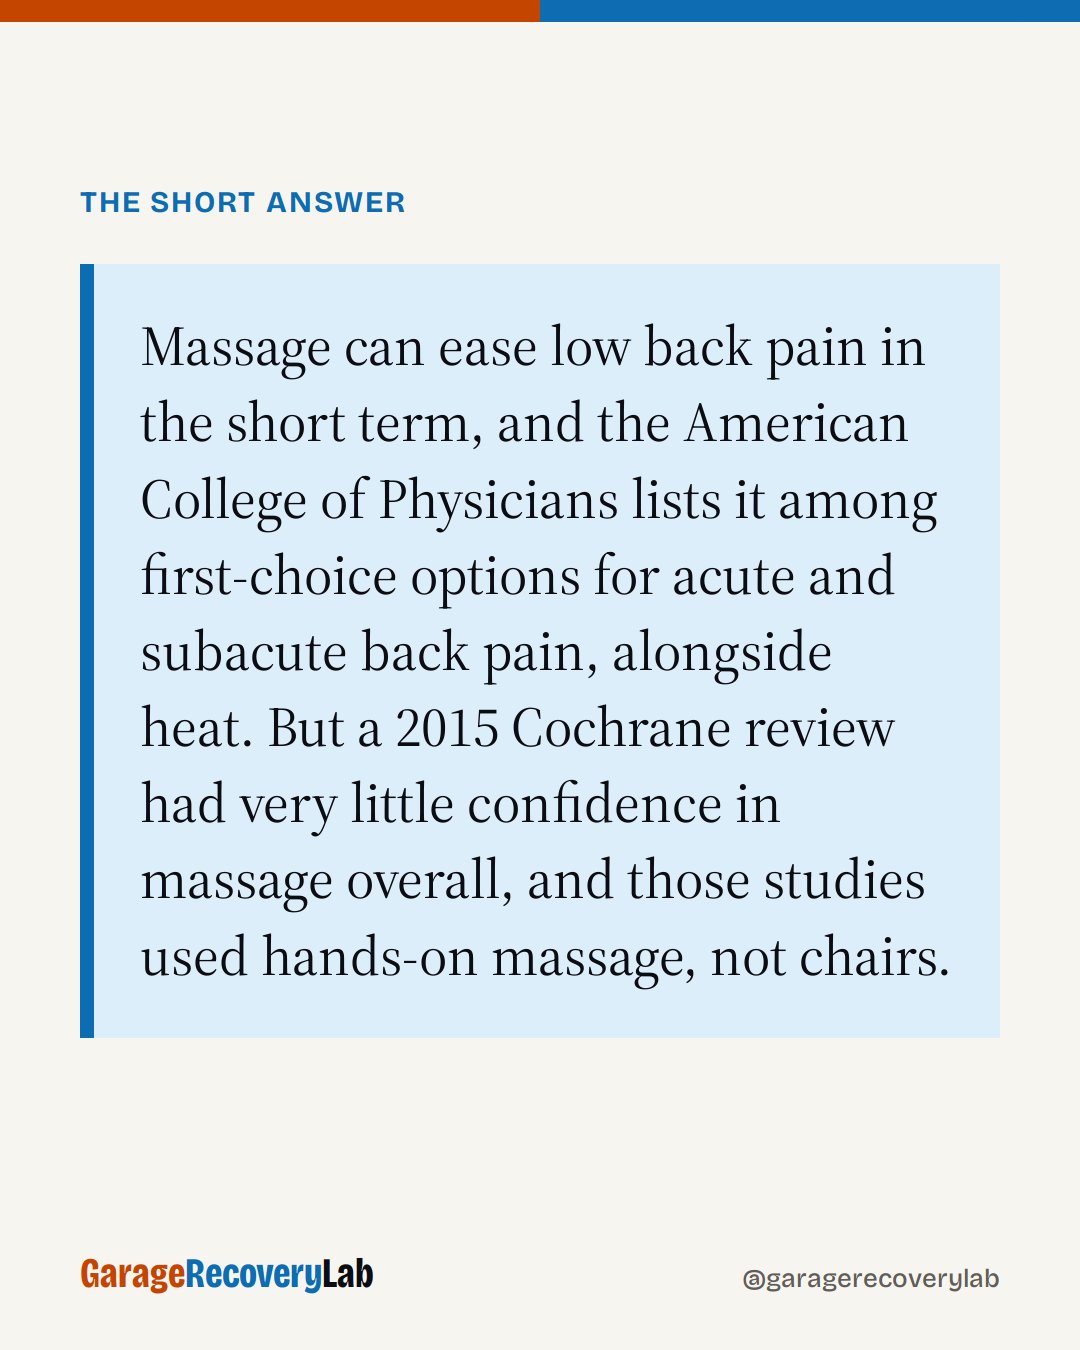 THE SHORT ANSWER
Massage can ease low back pain in
the short term, and the American
College of Physicians lists it among
first-choice options for acute and
subacute back pain, alongside
heat. But a 2015 Cochrane review
had very little confidence in
massage overall, and those studies
used hands-on massage, not chairs.
GarageRecoveryLab
@garagerecoverylab